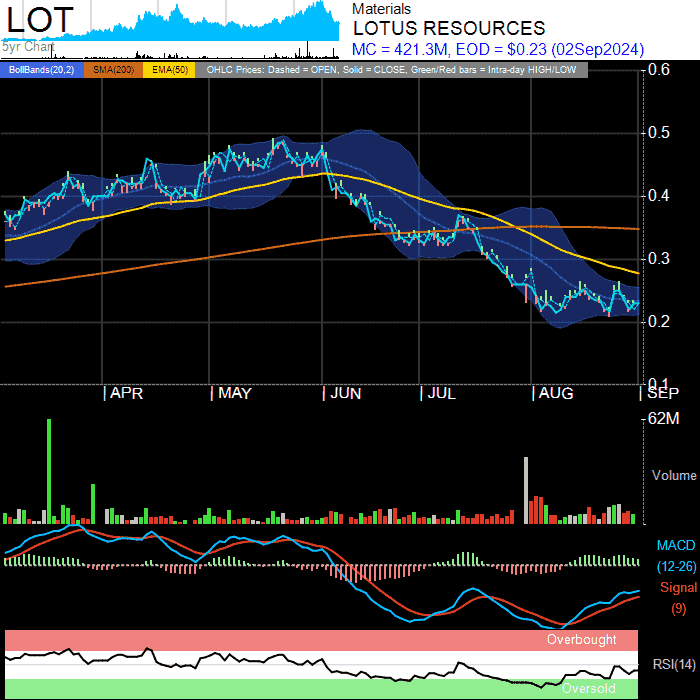 LOT
Materials
LOTUS RESOURCES
5yr Chart
MC = 421.3M, EOD = $0.23 (02Sep2024)
BollBands(20,2) SMA(200) EMA(50) OHLC Prices: Dashed = OPEN, Solid = CLOSE, Green/Red bars = Intra-day HIGH/LOW
0.6
0.5
0.4
0.3
0.2
0.1
APR MAY JUN JUL AUG SEP
62M
Volume
MACD
(12-26)
Signal
(9)
Overbought
RSI(14)
Oversold